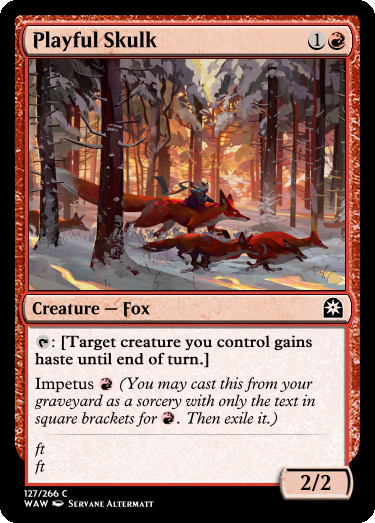 Playful Skulk 1
Creature — Fox
: [Target creature you control gains
haste until end of turn.]
Impetus (You may cast this from your
graveyard as a sorcery with only the text in
square brackets for . Then exile it.)
ft
ft
2/2
127/266 C
WAW SERVANE ALTERMATT